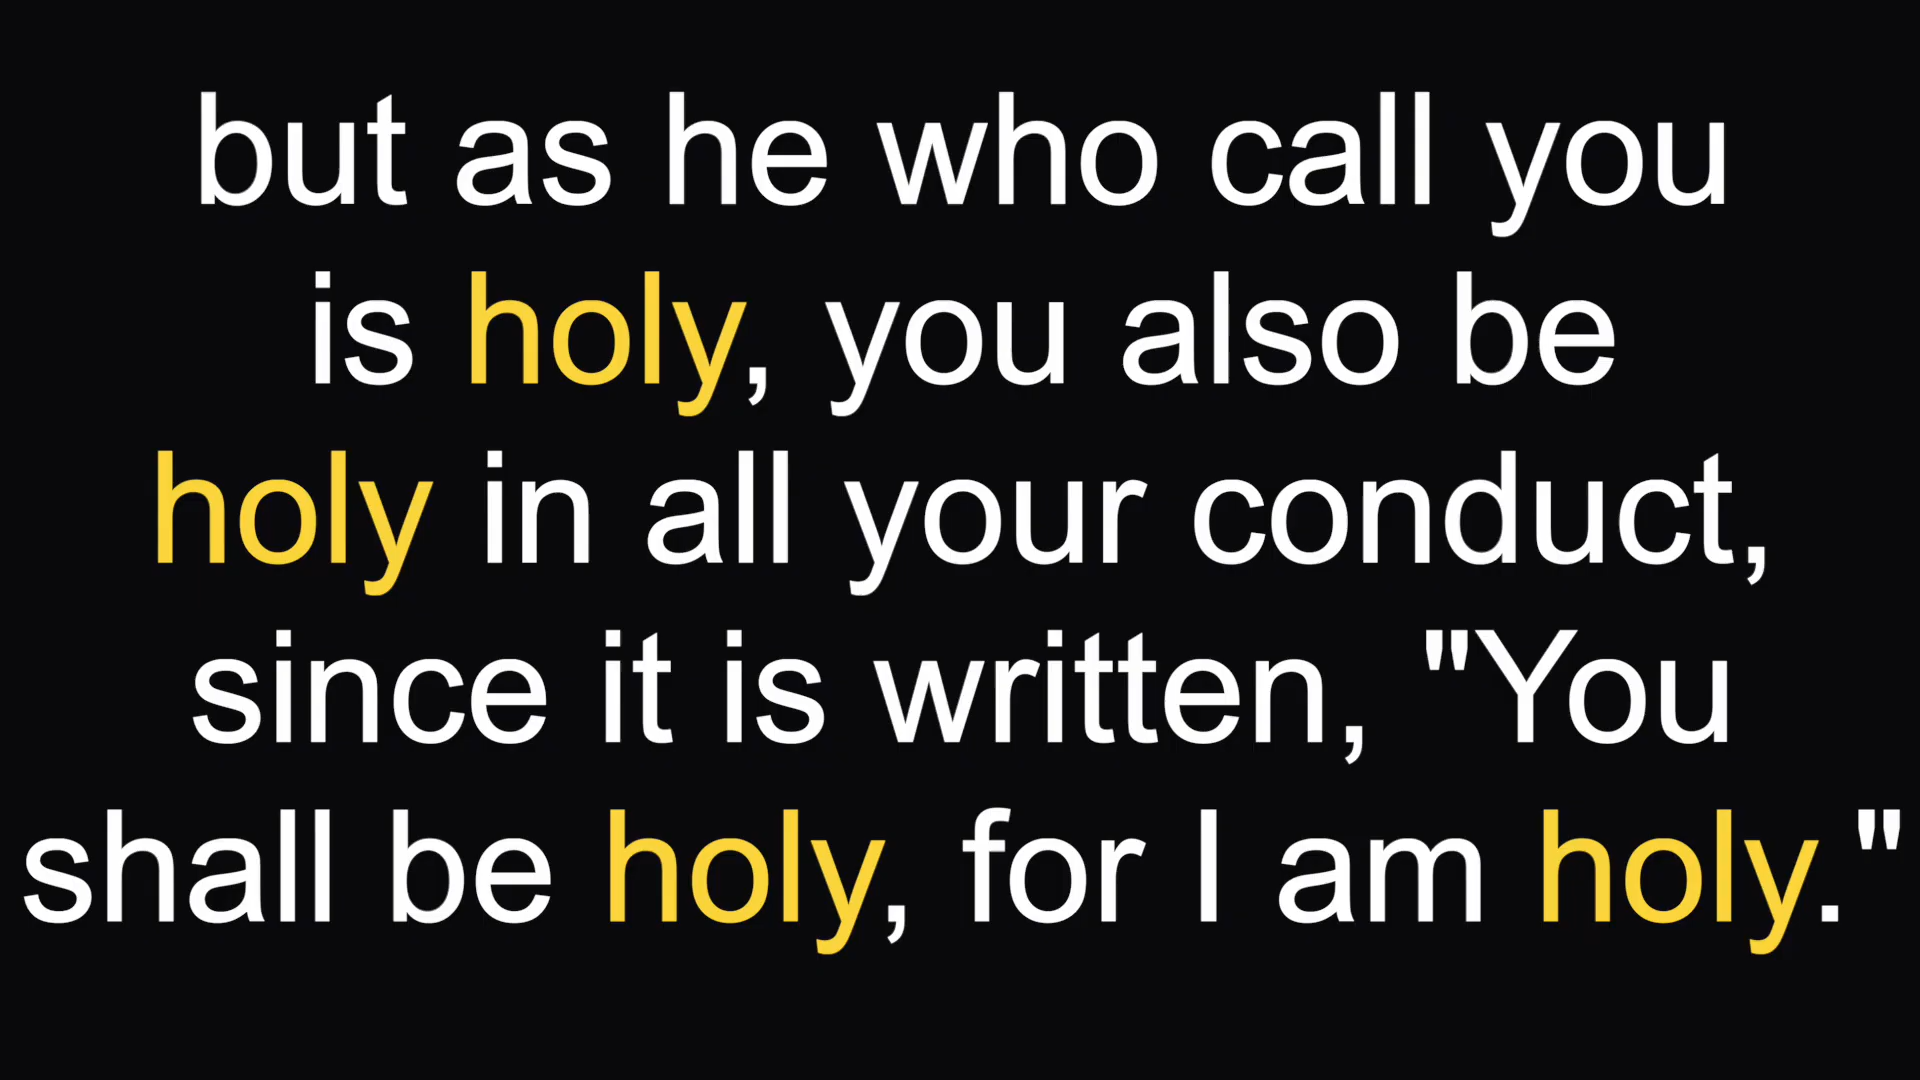 but as he who call you
is holy, you also be
holy in all your conduct,
since it is written, "You
shall be holy, for I am holy."